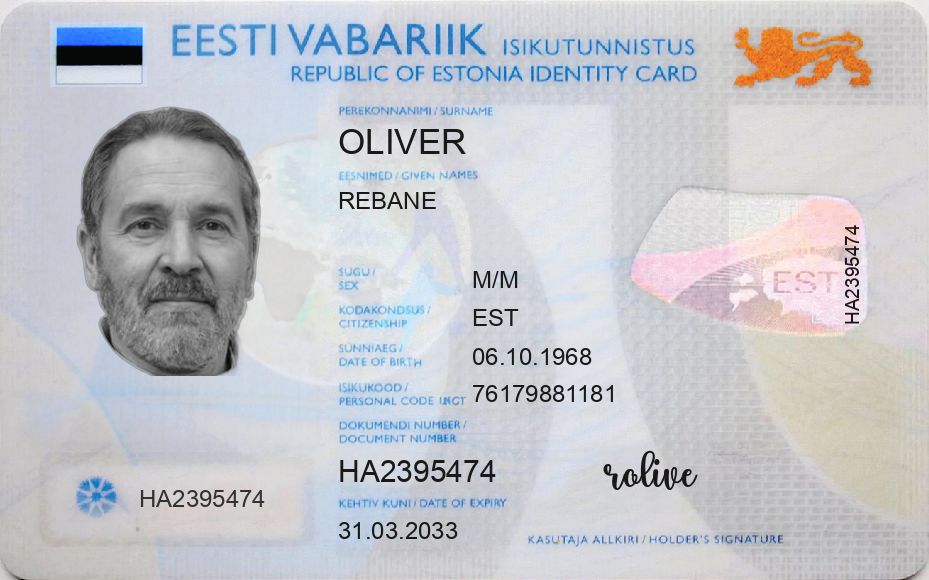 EESTI VABARIIK ISIKUTUNNISTUS
REPUBLIC OF ESTONIA IDENTITY CARD
PEREKONNANIMI / SURNAME
OLIVER
EESNIMED / GIVEN NAMES
REBANE
SUGU / SEX
M/M
KODAKONDSUS / CITIZENSHIP
EST
SÜNNIAEG / DATE OF BIRTH
06.10.1968
ISIKUKOOD / PERSONAL CODE
76179881181
DOKUMENDI NUMBER / DOCUMENT NUMBER
HA2395474
KEHTIV KUNI / DATE OF EXPIRY
31.03.2033
HA2395474
EST
HA2395474
rolive
KASUTAJA ALLKIRI / HOLDER'S SIGNATURE